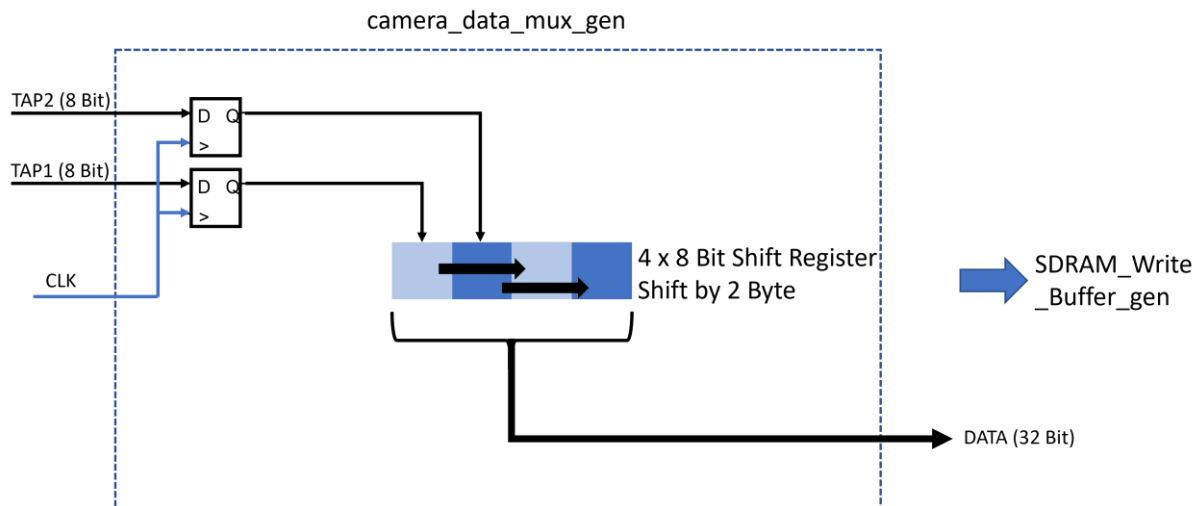 camera_data_mux_gen
TAP2 (8 Bit)
D Q
>
TAP1 (8 Bit)
D Q
>
CLK
4 x 8 Bit Shift Register
Shift by 2 Byte
SDRAM_Write
_Buffer_gen
DATA (32 Bit)